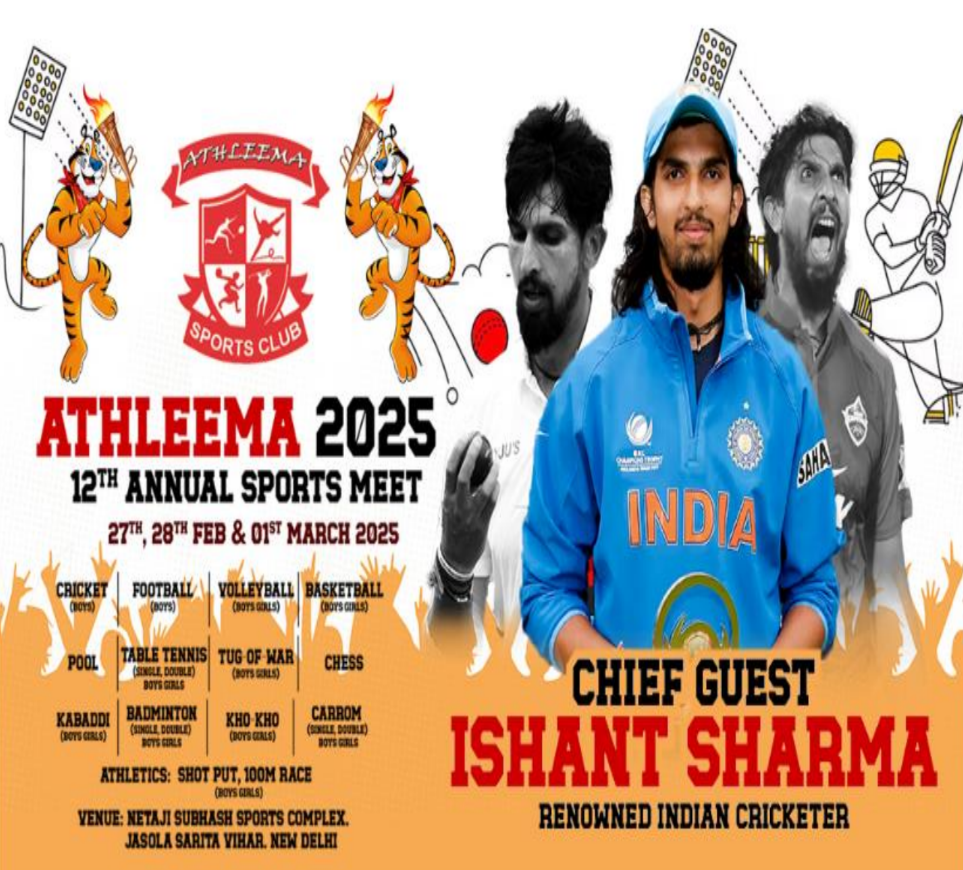 ATHLEEMA
SPORTS CLUB
ATHLEEMA 2025
12TH ANNUAL SPORTS MEET
27TH, 28TH FEB & 01ST MARCH 2025
CRICKET
(BOYS)
FOOTBALL
(BOYS)
VOLLEYBALL
(BOYS GIRLS)
BASKETBALL
(BOYS GIRLS)
POOL
TABLE TENNIS
(SINGLE, DOUBLE)
BOYS GIRLS
TUG-OF-WAR
(BOYS GIRLS)
CHESS
KABADDI
(BOYS GIRLS)
BADMINTON
(SINGLE, DOUBLE)
BOYS GIRLS
KHO-KHO
(BOYS GIRLS)
CARROM
(SINGLE, DOUBLE)
BOYS GIRLS
ATHLETICS: SHOT PUT, 100M RACE
(BOYS GIRLS)
VENUE: NETAJI SUBHASH SPORTS COMPLEX.
JASOLA SARITA VIHAR. NEW DELHI
JU'S
SAHA
INDIA
CHIEF GUEST
ISHANT SHARMA
RENOWNED INDIAN CRICKETER